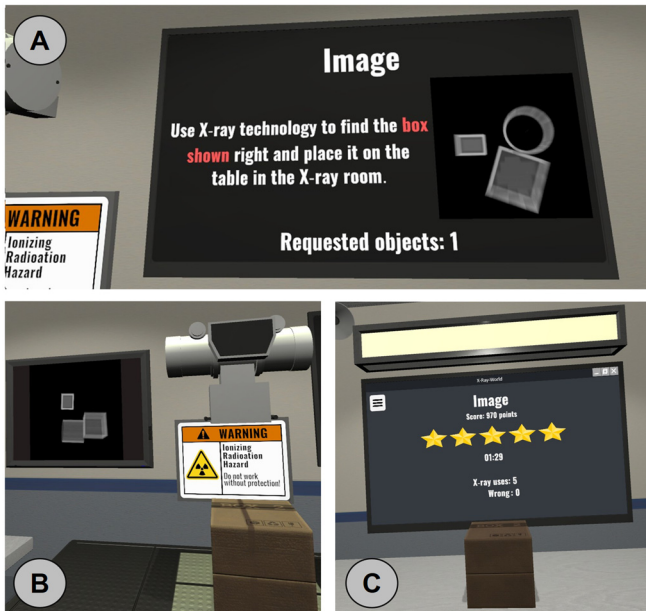 A
Image
Use X-ray technology to find the box
shown right and place it on the
table in the X-ray room.
Requested objects: 1
WARNING
Ionizing
Radioation
Hazard
B
WARNING
Ionizing
Radioation
Hazard
Do not work
without protection!
C
X-Ray-World
Image
Score: 970 points
01:29
X-ray uses: 5
Wrong: 0